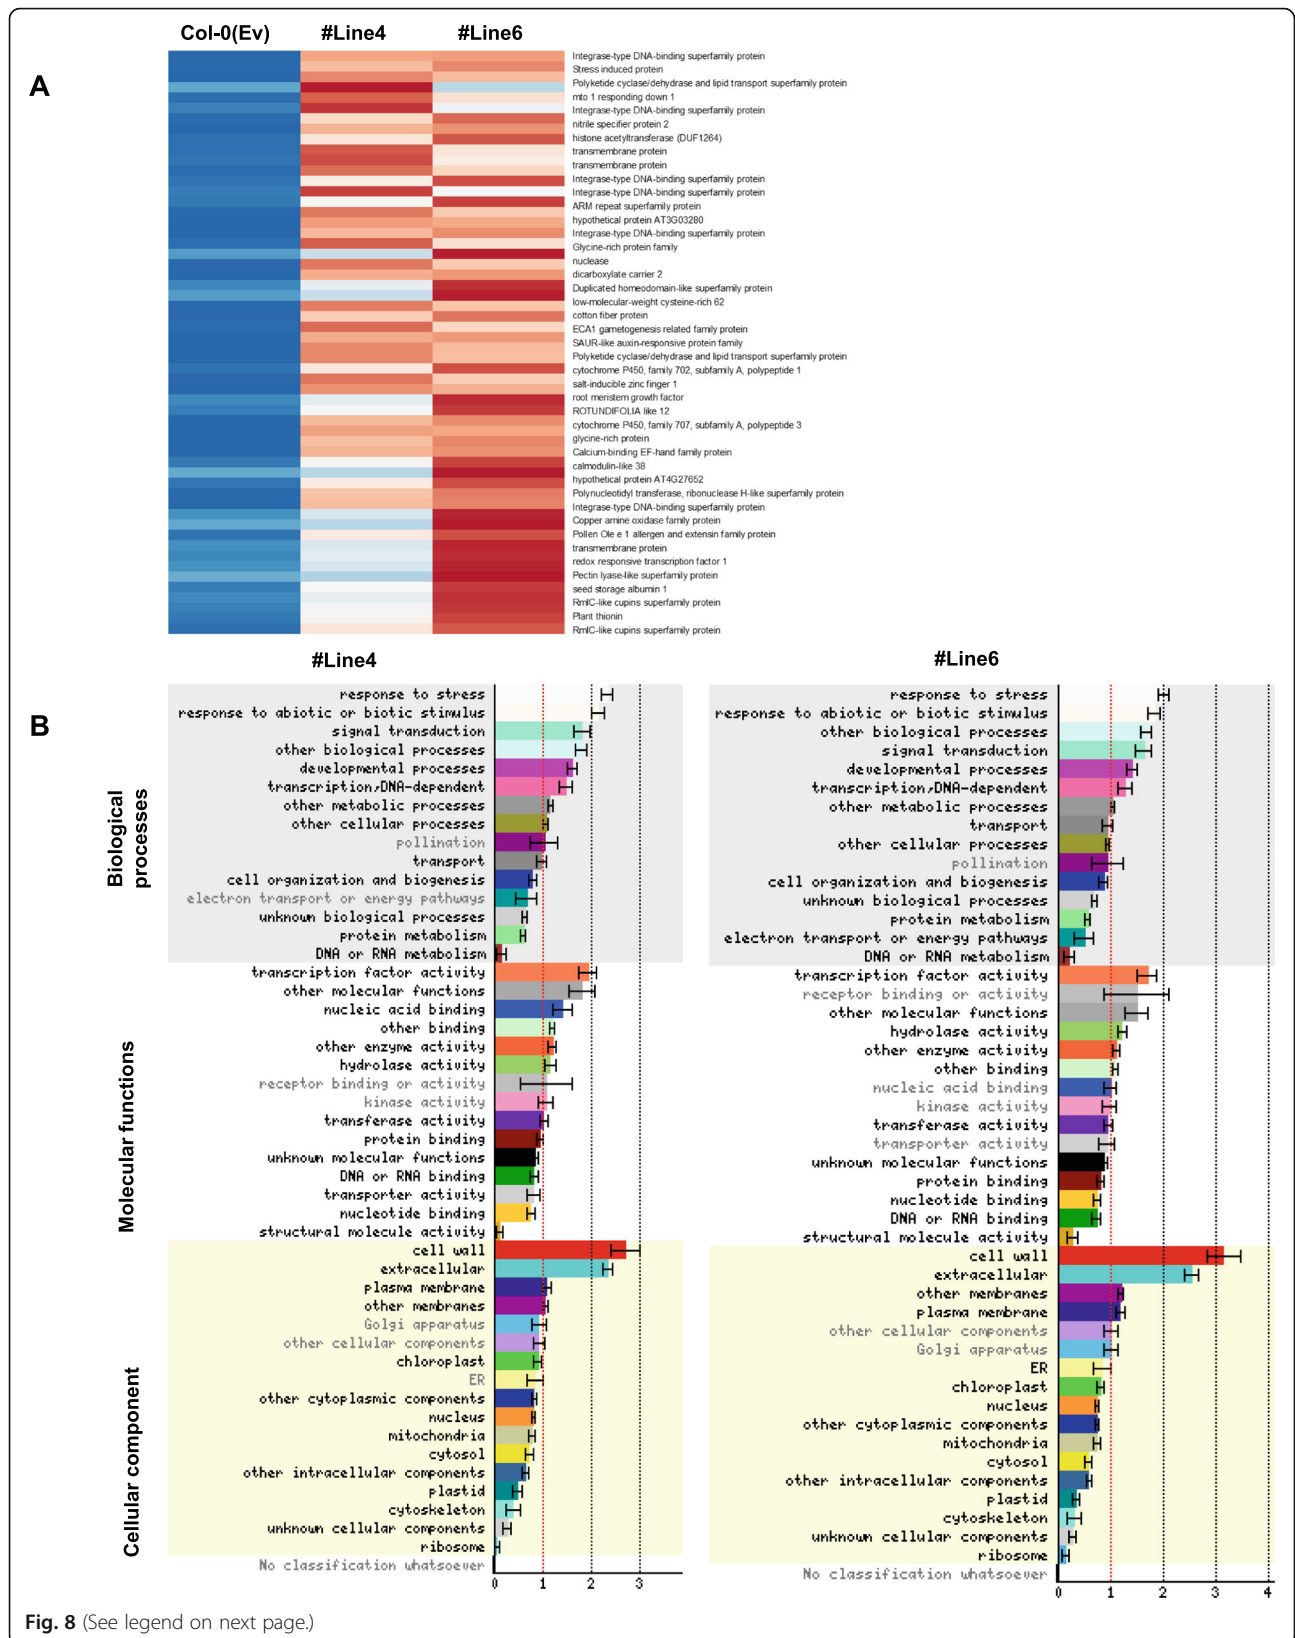 Col-0(Ev) #Line4 #Line6
A
Integrase-type DNA-binding superfamily protein
Stress induced protein
Polyketide cyclase/dehydrase and lipid transport superfamily protein
mto 1 responding down 1
Integrase-type DNA-binding superfamily protein
nitrile specifier protein 2
histone acetyltransferase (DUF1264)
transmembrane protein
transmembrane protein
Integrase-type DNA-binding superfamily protein
Integrase-type DNA-binding superfamily protein
ARM repeat superfamily protein
hypothetical protein AT3G03280
Integrase-type DNA-binding superfamily protein
Glycine-rich protein family
nuclease
dicarboxylate carrier 2
Duplicated homeodomain-like superfamily protein
low-molecular-weight cysteine-rich 62
cotton fiber protein
ECA1 gametogenesis related family protein
SAUR-like auxin-responsive protein family
Polyketide cyclase/dehydrase and lipid transport superfamily protein
cytochrome P450, family 702, subfamily A, polypeptide 1
salt-inducible zinc finger 1
root meristem growth factor
ROTUNDIFOLIA like 12
cytochrome P450, family 707, subfamily A, polypeptide 3
glycine-rich protein
Calcium-binding EF-hand family protein
calmodulin-like 38
hypothetical protein AT4G27652
Polynucleotidyl transferase, ribonuclease H-like superfamily protein
Integrase-type DNA-binding superfamily protein
Copper amine oxidase family protein
Pollen Ole e 1 allergen and extensin family protein
transmembrane protein
redox responsive transcription factor 1
Pectin lyase-like superfamily protein
seed storage albumin 1
RmlC-like cupins superfamily protein
Plant thionin
RmlC-like cupins superfamily protein
B
#Line4
Biological
processes
response to stress
response to abiotic or biotic stimulus
signal transduction
other biological processes
developmental processes
transcription,DNA-dependent
other metabolic processes
other cellular processes
pollination
transport
cell organization and biogenesis
electron transport or energy pathways
unknown biological processes
protein metabolism
DNA or RNA metabolism
Molecular functions
transcription factor activity
other molecular functions
nucleic acid binding
other binding
other enzyme activity
hydrolase activity
receptor binding or activity
kinase activity
transferase activity
protein binding
unknown molecular functions
DNA or RNA binding
transporter activity
nucleotide binding
structural molecule activity
Cellular component
cell wall
extracellular
plasma membrane
other membranes
Golgi apparatus
other cellular components
chloroplast
ER
other cytoplasmic components
nucleus
mitochondria
cytosol
other intracellular components
plastid
cytoskeleton
unknown cellular components
ribosome
No classification whatsoever
0 1 2 3
#Line6
response to stress
response to abiotic or biotic stimulus
other biological processes
signal transduction
developmental processes
transcription,DNA-dependent
other metabolic processes
transport
other cellular processes
pollination
cell organization and biogenesis
unknown biological processes
protein metabolism
electron transport or energy pathways
DNA or RNA metabolism
transcription factor activity
receptor binding or activity
other molecular functions
hydrolase activity
other enzyme activity
other binding
nucleic acid binding
kinase activity
transferase activity
transporter activity
unknown molecular functions
protein binding
nucleotide binding
DNA or RNA binding
structural molecule activity
cell wall
extracellular
other membranes
plasma membrane
other cellular components
Golgi apparatus
ER
chloroplast
nucleus
other cytoplasmic components
mitochondria
cytosol
other intracellular components
plastid
cytoskeleton
unknown cellular components
ribosome
No classification whatsoever
0 1 2 3 4
Fig. 8 (See legend on next page.)